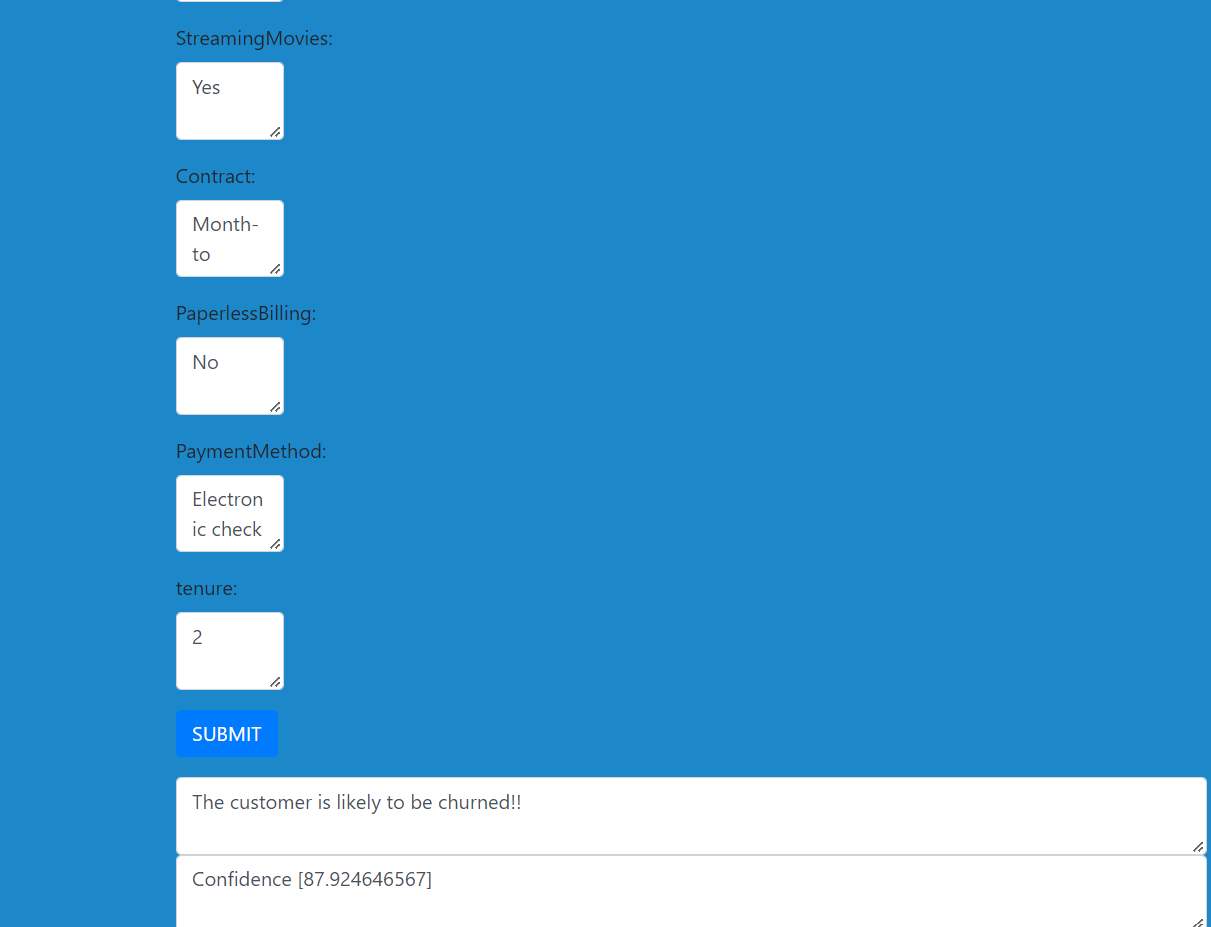 StreamingMovies:
Yes
Contract:
Month-
to
PaperlessBilling:
No
PaymentMethod:
Electron
ic check
tenure:
2
SUBMIT
The customer is likely to be churned!!
Confidence [87.924646567]